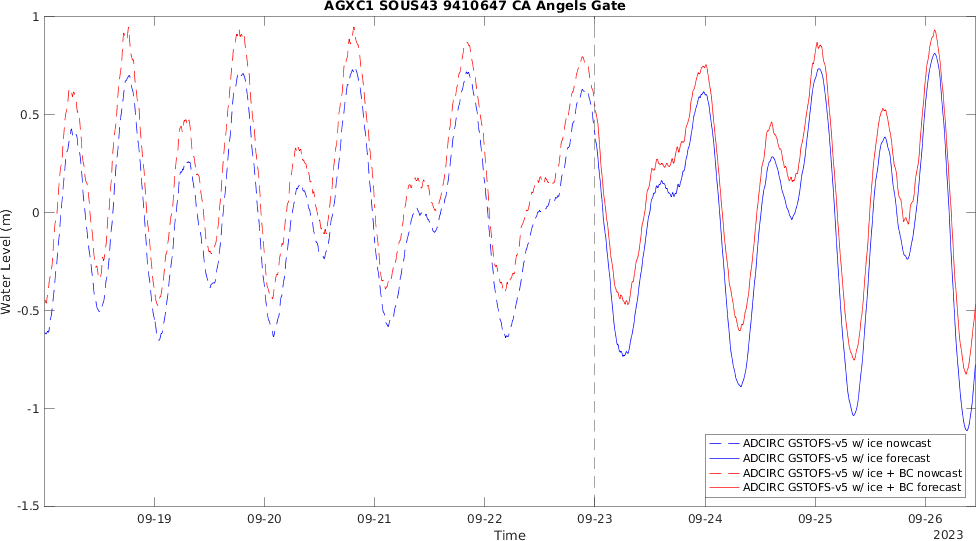 AGXC1 SOUS43 9410647 CA Angels Gate
Water Level (m)
1
0.5
0
-0.5
-1
-1.5
ADCIRC GSTOFS-v5 w/ ice nowcast
ADCIRC GSTOFS-v5 w/ ice forecast
ADCIRC GSTOFS-v5 w/ ice + BC nowcast
ADCIRC GSTOFS-v5 w/ ice + BC forecast
09-19 09-20 09-21 09-22 09-23 09-24 09-25 09-26
Time
2023